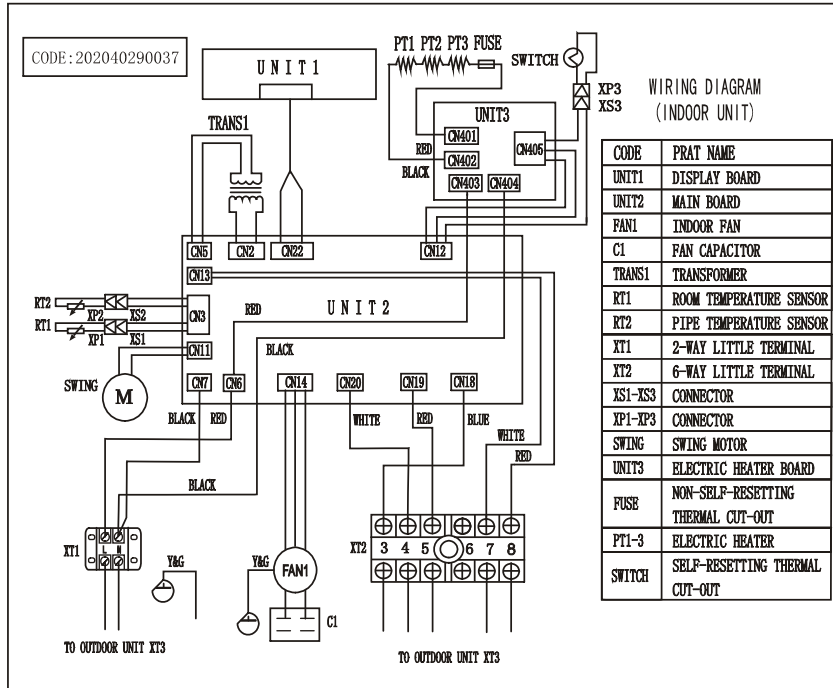 CODE:202040290037
UNIT1
PT1 PT2 PT3 FUSE
SWITCH
XP3
XS3
WIRING DIAGRAM
(INDOOR UNIT)
TRANS1
UNIT3
CN401
RED
CN402
BLACK
CN405
CN403
CN404
CN5
CN2
CN22
CN12
CN13
UNIT2
RT2
XP2
XS2
CN3
RED
RT1
XP1
XS1
CN11
BLACK
SWING
M
CN7
CN6
CN14
CN20
CN19
CN18
BLACK
RED
WHITE
RED
BLUE
WHITE
RED
BLACK
XT1
L
N
Y&G
Y&G
FAN1
C1
XT2
3 4 5 6 7 8
TO OUTDOOR UNIT XT3
TO OUTDOOR UNIT XT3
CODE PRAT NAME
UNIT1 DISPLAY BOARD
UNIT2 MAIN BOARD
FAN1 INDOOR FAN
C1 FAN CAPACITOR
TRANS1 TRANSFORMER
RT1 ROOM TEMPERATURE SENSOR
RT2 PIPE TEMPERATURE SENSOR
XT1 2-WAY LITTLE TERMINAL
XT2 6-WAY LITTLE TERMINAL
XS1-XS3 CONNECTOR
XP1-XP3 CONNECTOR
SWING SWING MOTOR
UNIT3 ELECTRIC HEATER BOARD
FUSE NON-SELF-RESETTING
THERMAL CUT-OUT
PT1-3 ELECTRIC HEATER
SWITCH SELF-RESETTING THERMAL
CUT-OUT